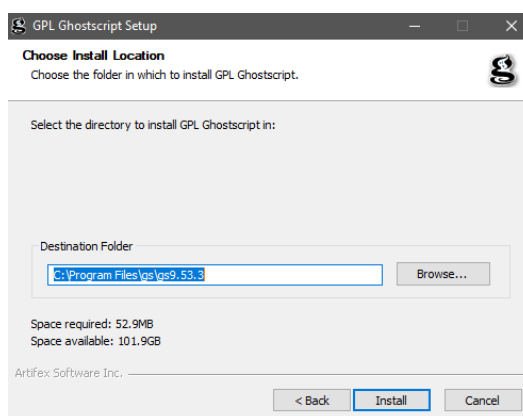 GPL Ghostscript Setup
Choose Install Location
Choose the folder in which to install GPL Ghostscript.
Select the directory to install GPL Ghostscript in:
Destination Folder
C:\Program Files\gs\gs9.53.3
Browse...
Space required: 52.9MB
Space available: 101.9GB
Artifex Software Inc.
< Back Install Cancel